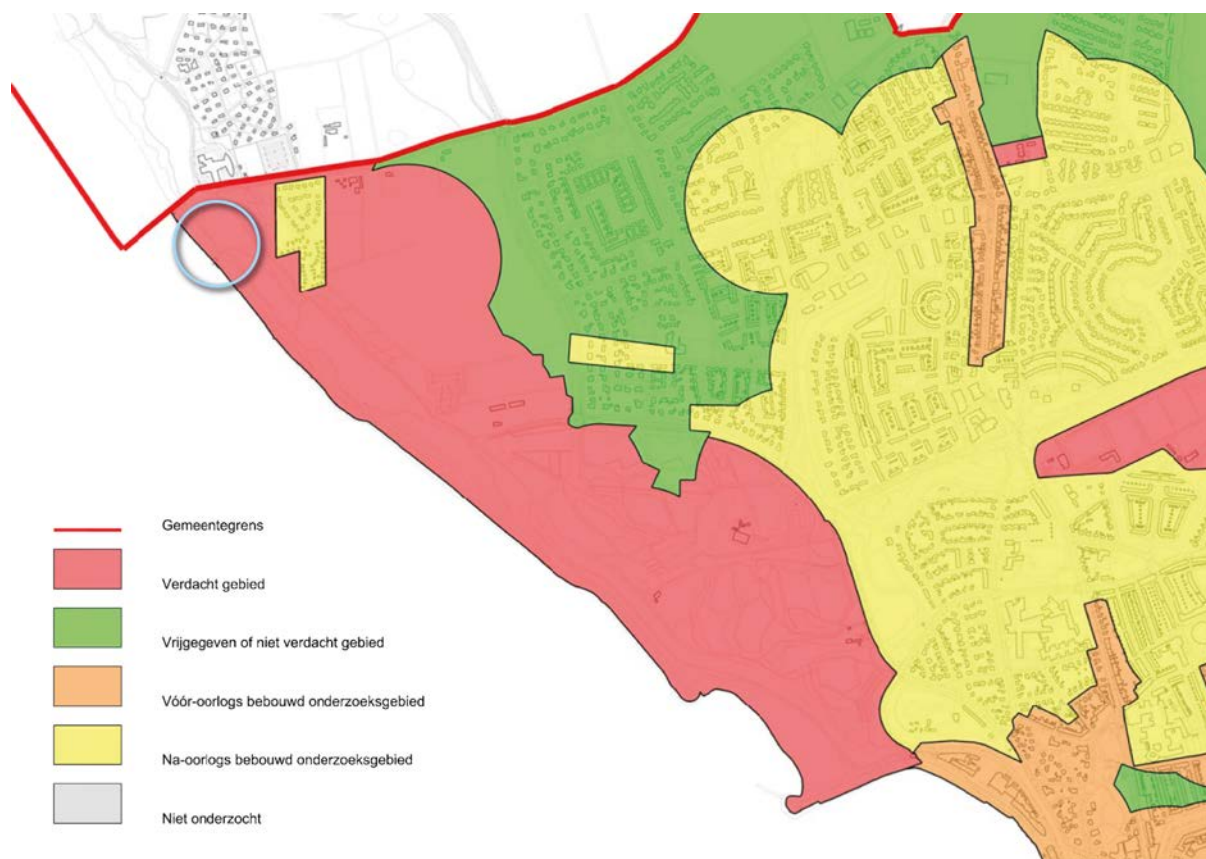 Gemeentegrens
Verdacht gebied
Vrijgegeven of niet verdacht gebied
Vóór-oorlogs bebouwd onderzoeksgebied
Na-oorlogs bebouwd onderzoeksgebied
Niet onderzocht